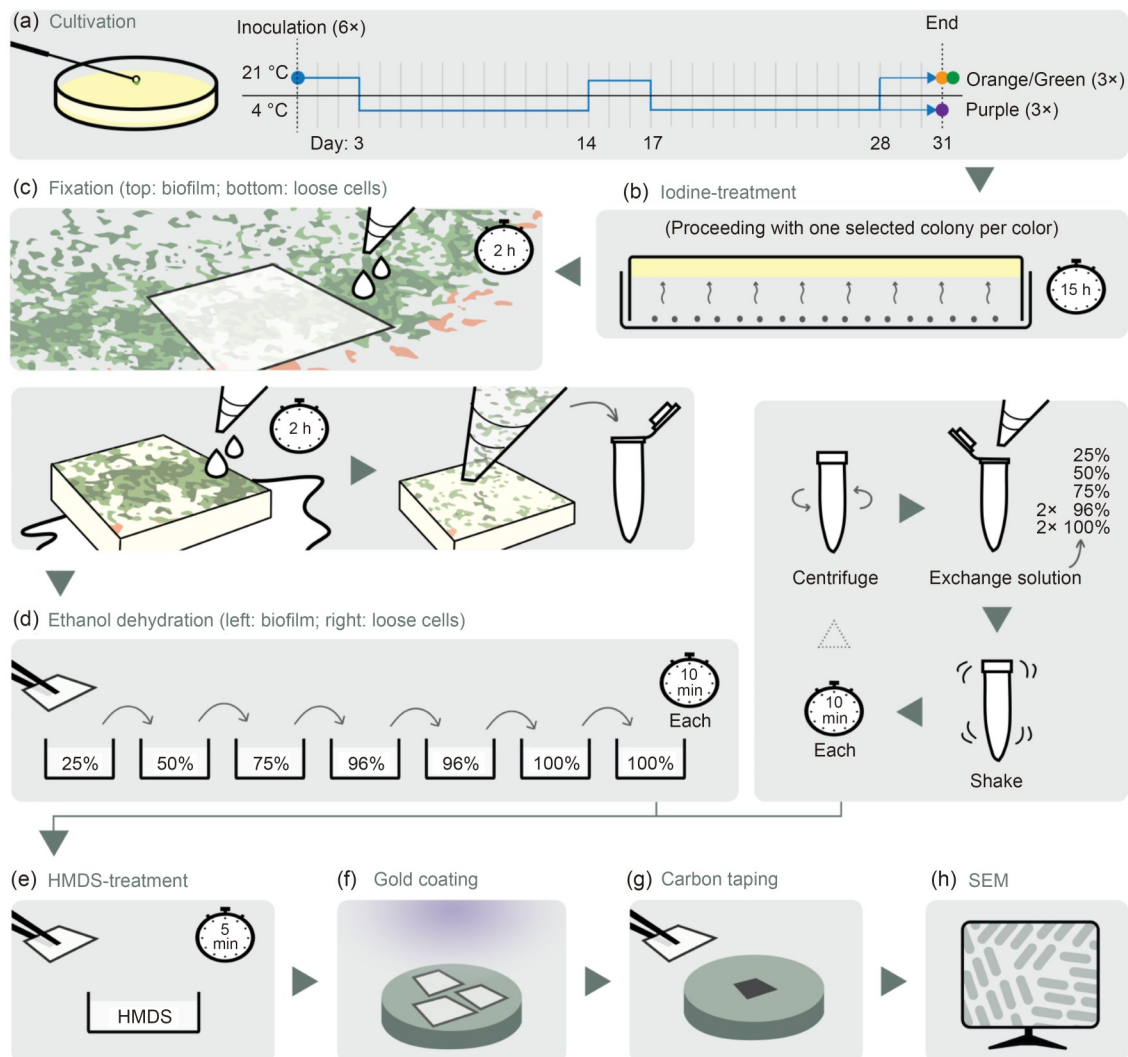 (a) Cultivation
Inoculation (6×)
End
21 °C
Orange/Green (3×)
4 °C
Purple (3×)
Day: 3
14
17
28
31
(c) Fixation (top: biofilm; bottom: loose cells)
2 h
(b) Iodine-treatment
(Proceeding with one selected colony per color)
15 h
2 h
25%
50%
75%
2× 96%
2× 100%
Centrifuge
Exchange solution
10
min
Each
Shake
(d) Ethanol dehydration (left: biofilm; right: loose cells)
10
min
Each
25%
50%
75%
96%
96%
100%
100%
(e) HMDS-treatment
5
min
HMDS
(f) Gold coating
(g) Carbon taping
(h) SEM